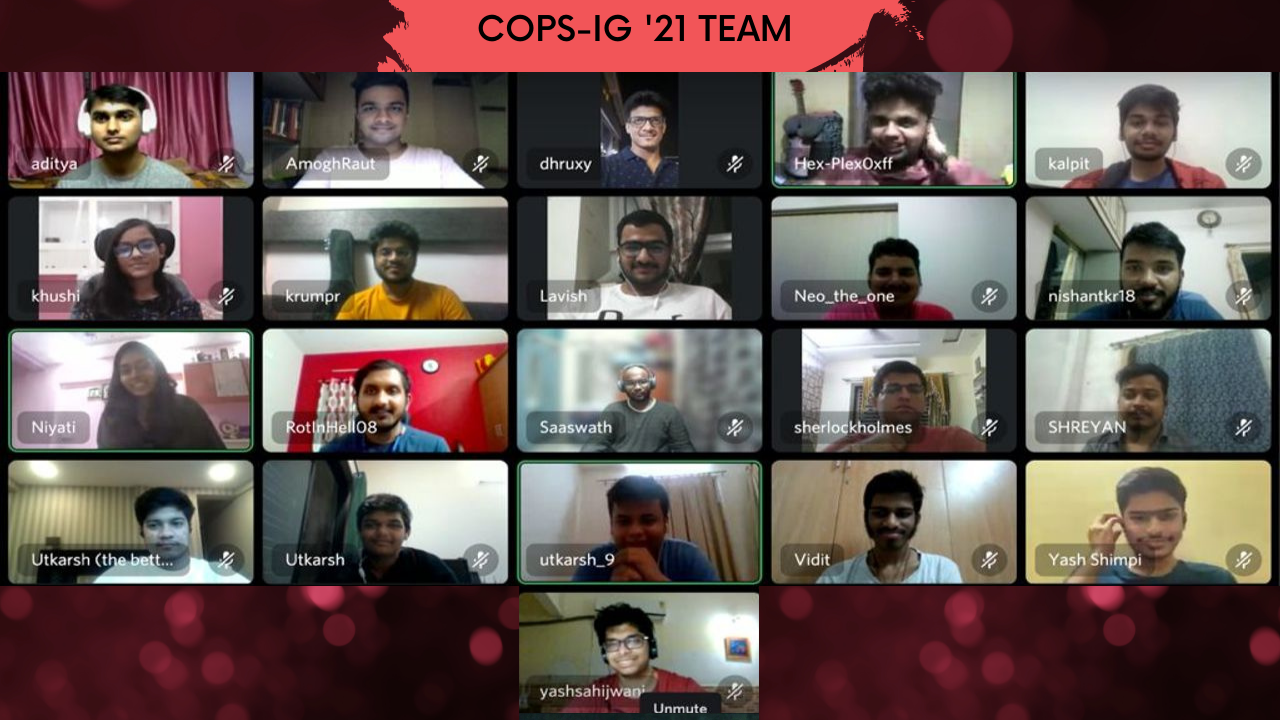 COPS-IG '21 TEAM
aditya
AmoghRaut
dhruxy
Hex-Plex0xff
kalpit
khushi
krumpr
Lavish
Neo_the_one
nishantkr18
Niyati
RotInHell08
Saaswath
sherlockholmes
SHREYAN
Utkarsh (the bett...
Utkarsh
utkarsh_9
Vidit
Yash Shimpi
yashsahijwani
Unmute